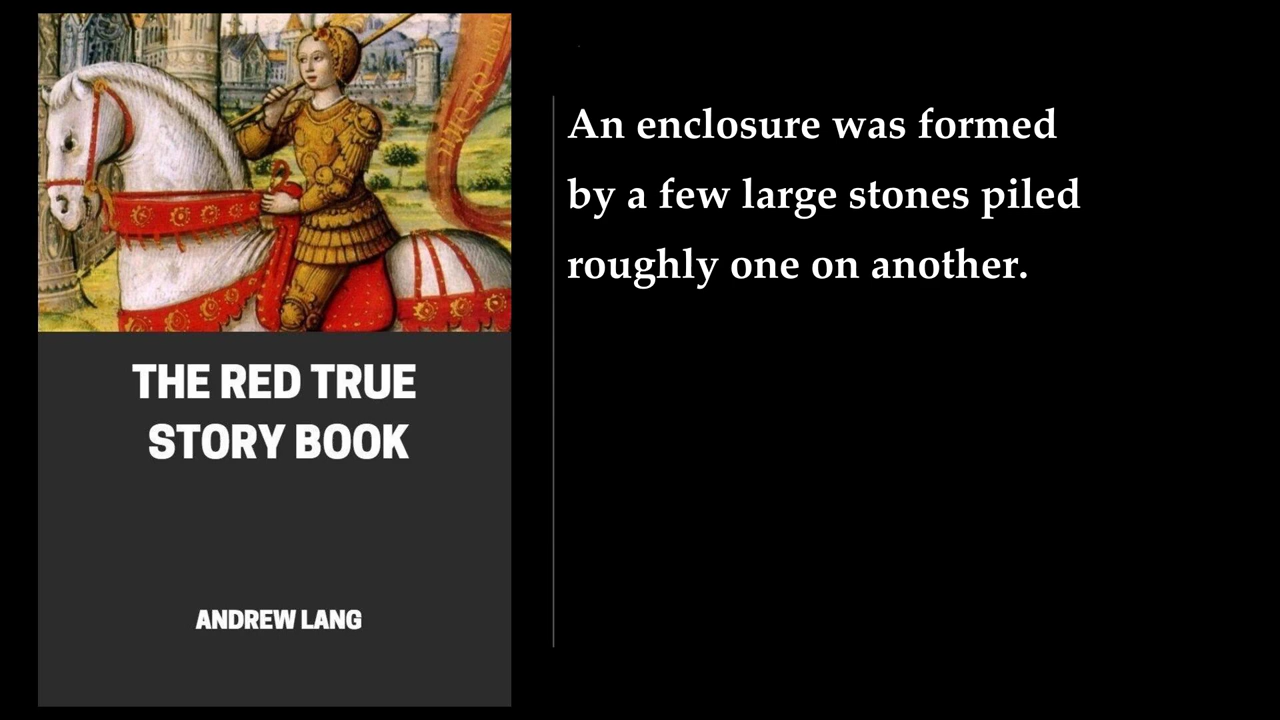 THE RED TRUE
STORY BOOK
ANDREW LANG
An enclosure was formed
by a few large stones piled
roughly one on another.